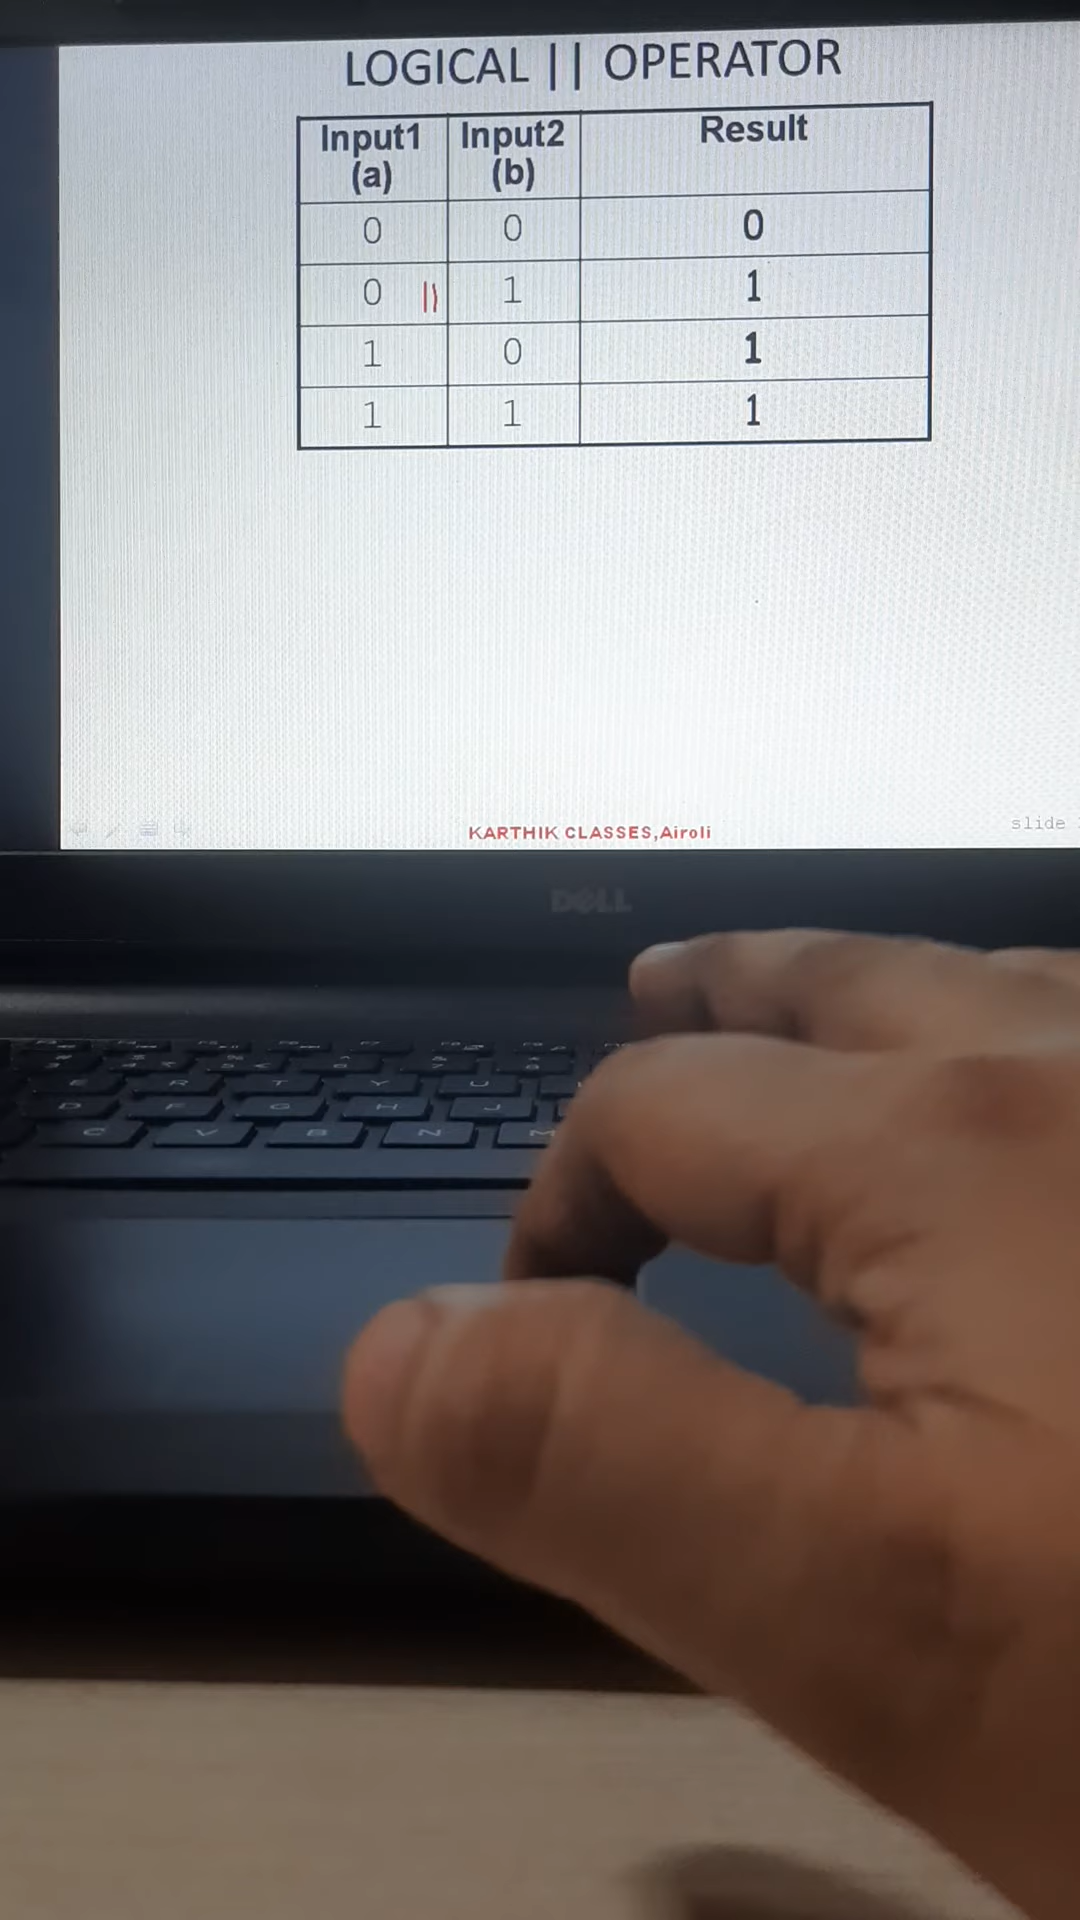 LOGICAL || OPERATOR
Input1 (a) Input2 (b) Result
0 0 0
0 || 1 1
1 0 1
1 1 1
KARTHIK CLASSES,Airoli
slide
DELL
E R T Y U
D F G H J
C V B N M